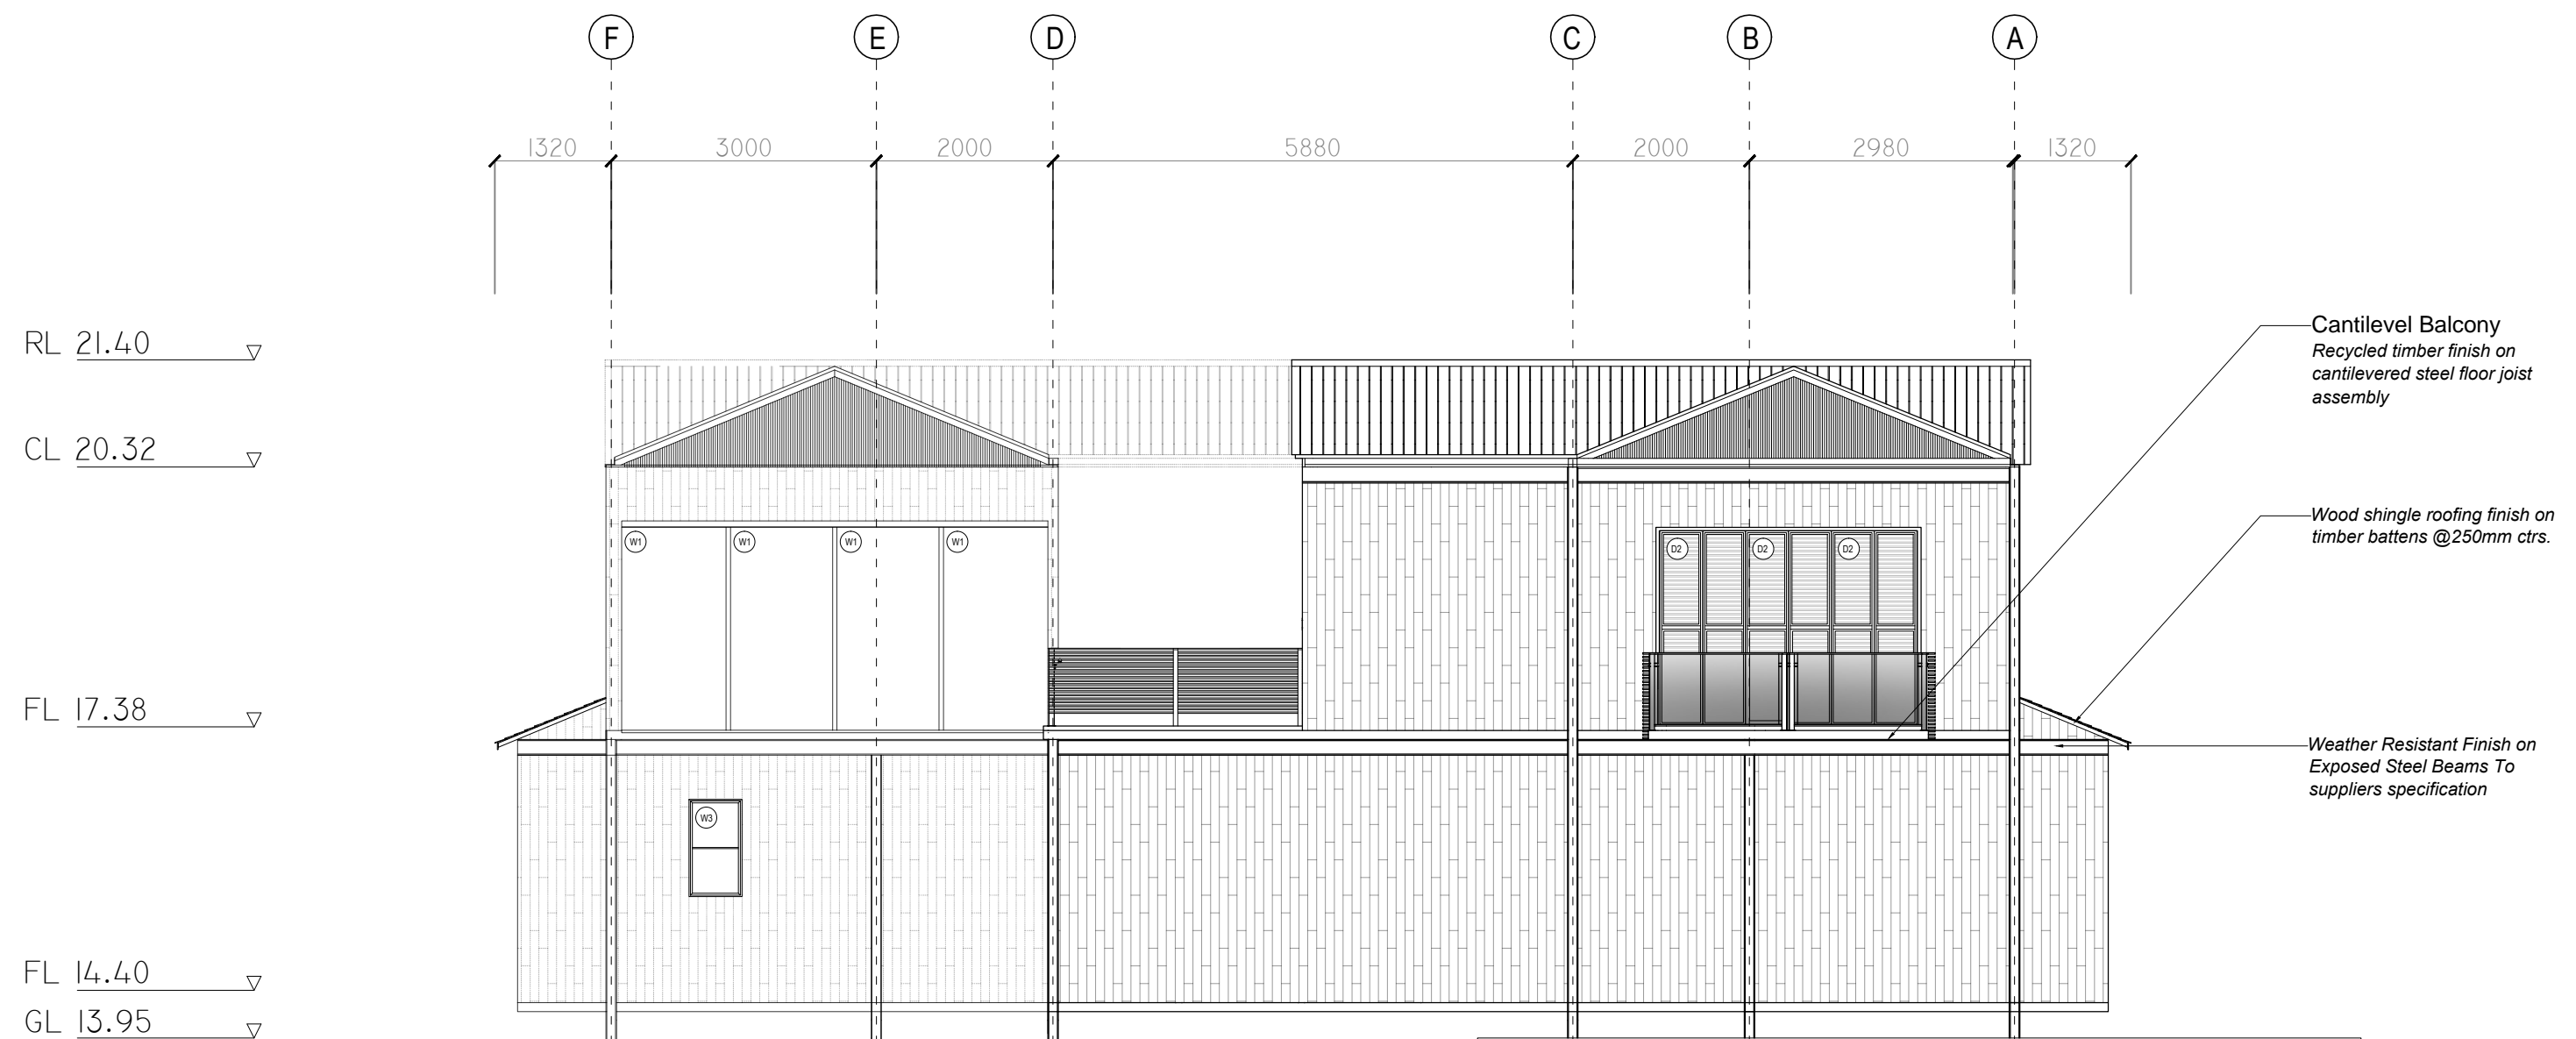 F E D C B A
1320 3000 2000 5880 2000 2980 1320
RL 21.40
Cantilevel Balcony
Recycled timber finish on
cantilevered steel floor joist
assembly
CL 20.32
Wood shingle roofing finish on
timber battens @250mm ctrs.
W1 W1 W1 W1 D2 D2 D2
FL 17.38
Weather Resistant Finish on
Exposed Steel Beams To
suppliers specification
W3
FL 14.40
GL 13.95